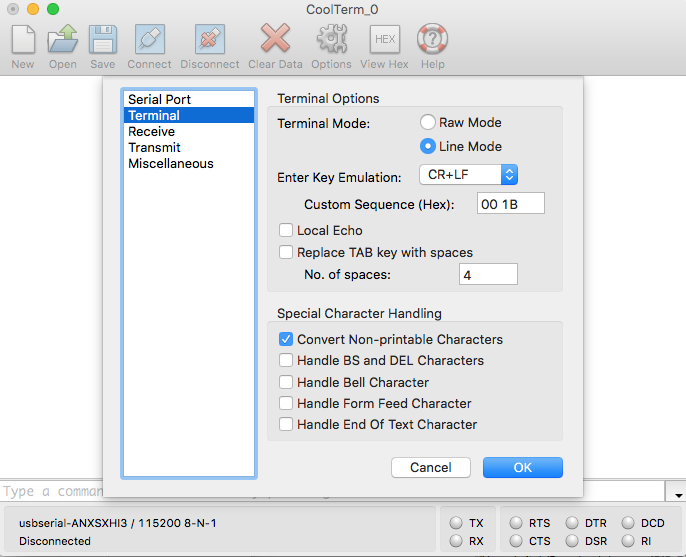 CoolTerm_0
New Open Save Connect Disconnect Clear Data Options View Hex Help
HEX
Serial Port
Terminal
Receive
Transmit
Miscellaneous
Terminal Options
Terminal Mode: Raw Mode
Line Mode
Enter Key Emulation: CR+LF
Custom Sequence (Hex): 00 1B
Local Echo
Replace TAB key with spaces
No. of spaces: 4
Special Character Handling
Convert Non-printable Characters
Handle BS and DEL Characters
Handle Bell Character
Handle Form Feed Character
Handle End Of Text Character
Cancel OK
Type a comman
usbserial-ANXSXHI3 / 115200 8-N-1
Disconnected
TX RTS DTR DCD
RX CTS DSR RI